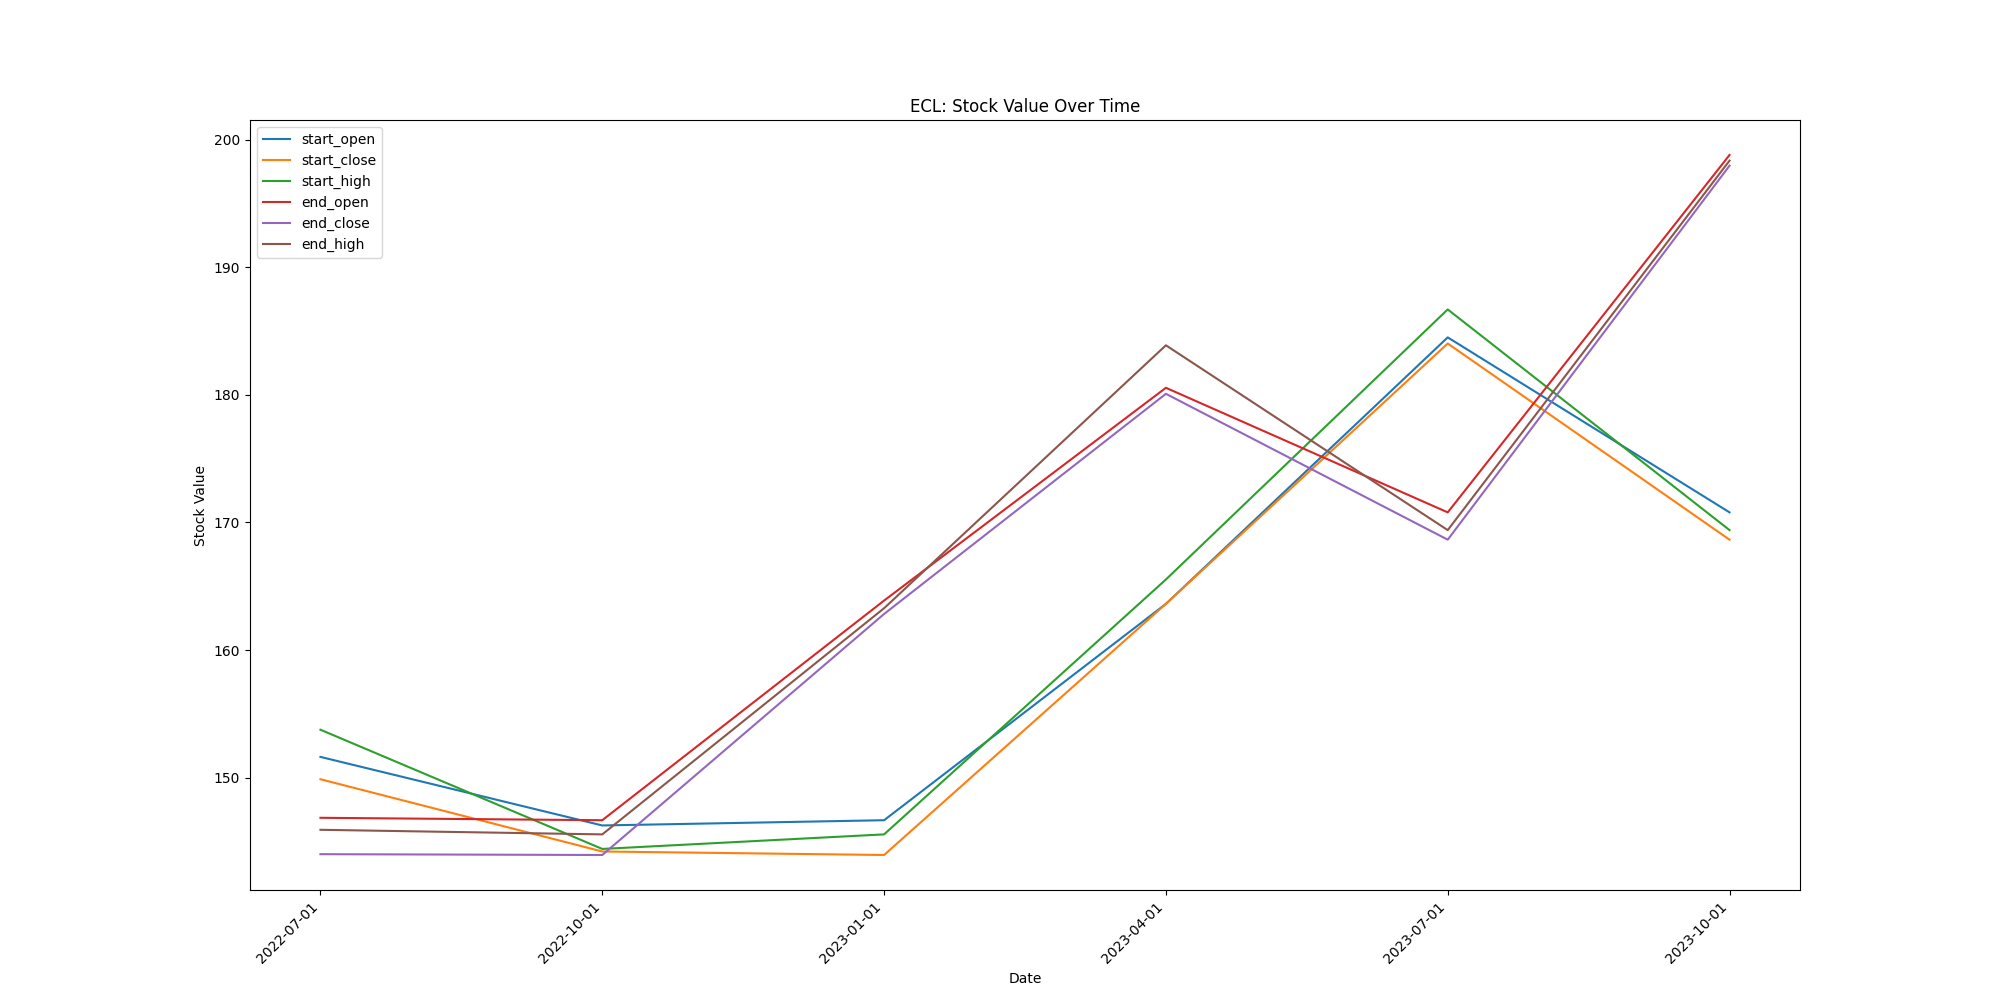 ECL: Stock Value Over Time
200
190
180
170
160
150
Stock Value
start_open
start_close
start_high
end_open
end_close
end_high
2022-07-01
2022-10-01
2023-01-01
2023-04-01
2023-07-01
2023-10-01
Date